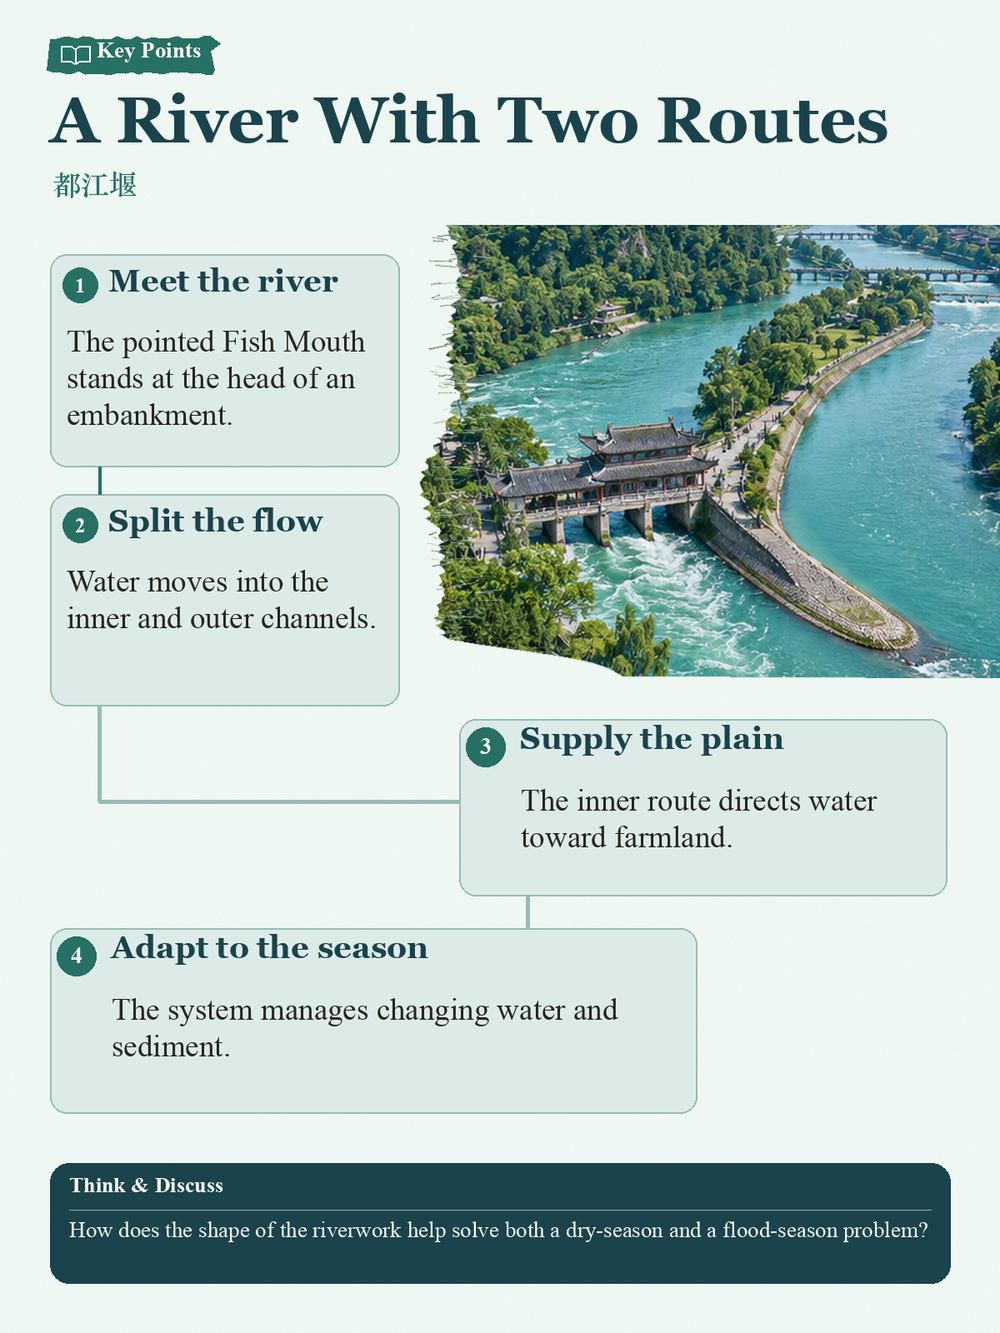 Key Points
A River With Two Routes
都江堰
1 Meet the river
The pointed Fish Mouth
stands at the head of an
embankment.
2 Split the flow
Water moves into the
inner and outer channels.
3 Supply the plain
The inner route directs water
toward farmland.
4 Adapt to the season
The system manages changing water and
sediment.
Think & Discuss
How does the shape of the riverwork help solve both a dry-season and a flood-season problem?